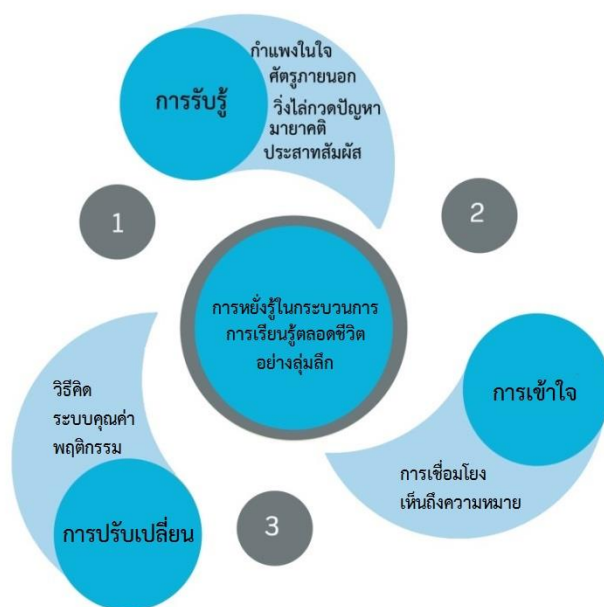 การรับรู้
กำแพงในใจ
ศัตรูภายนอก
วิ่งไล่กวดปัญหา
มายาคติ
ประสาทสัมผัส
1
2
การหยั่งรู้ในกระบวนการ
การเรียนรู้ตลอดชีวิต
อย่างลุ่มลึก
การเข้าใจ
การเชื่อมโยง
เห็นถึงความหมาย
วิธีคิด
ระบบคุณค่า
พฤติกรรม
การปรับเปลี่ยน
3